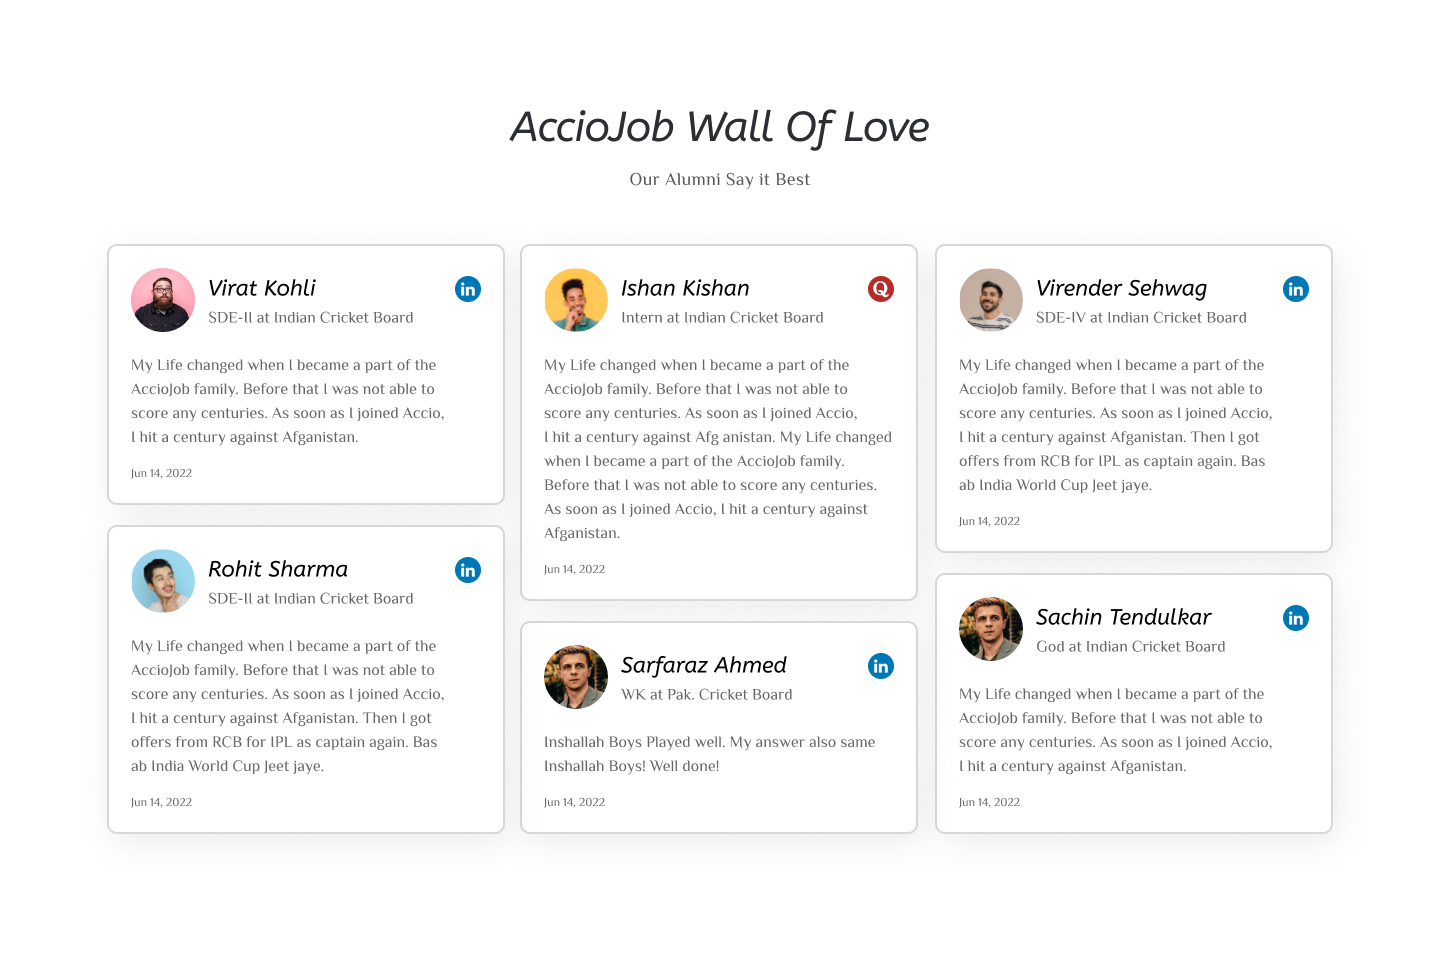 AccioJob Wall Of Love
Our Alumni Say it Best
Virat Kohli
SDE-II at Indian Cricket Board
My Life changed when I became a part of the
AccioJob family. Before that I was not able to
score any centuries. As soon as I joined Accio,
I hit a century against Afganistan.
Jun 14, 2022
Rohit Sharma
SDE-II at Indian Cricket Board
My Life changed when I became a part of the
AccioJob family. Before that I was not able to
score any centuries. As soon as I joined Accio,
I hit a century against Afganistan. Then I got
offers from RCB for IPL as captain again. Bas
ab India World Cup Jeet jaye.
Jun 14, 2022
Ishan Kishan
Intern at Indian Cricket Board
My Life changed when I became a part of the
AccioJob family. Before that I was not able to
score any centuries. As soon as I joined Accio,
I hit a century against Afg anistan. My Life changed
when I became a part of the AccioJob family.
Before that I was not able to score any centuries.
As soon as I joined Accio, I hit a century against
Afganistan.
Jun 14, 2022
Sarfaraz Ahmed
WK at Pak. Cricket Board
Inshallah Boys Played well. My answer also same
Inshallah Boys! Well done!
Jun 14, 2022
Virender Sehwag
SDE-IV at Indian Cricket Board
My Life changed when I became a part of the
AccioJob family. Before that I was not able to
score any centuries. As soon as I joined Accio,
I hit a century against Afganistan. Then I got
offers from RCB for IPL as captain again. Bas
ab India World Cup Jeet jaye.
Jun 14, 2022
Sachin Tendulkar
God at Indian Cricket Board
My Life changed when I became a part of the
AccioJob family. Before that I was not able to
score any centuries. As soon as I joined Accio,
I hit a century against Afganistan.
Jun 14, 2022